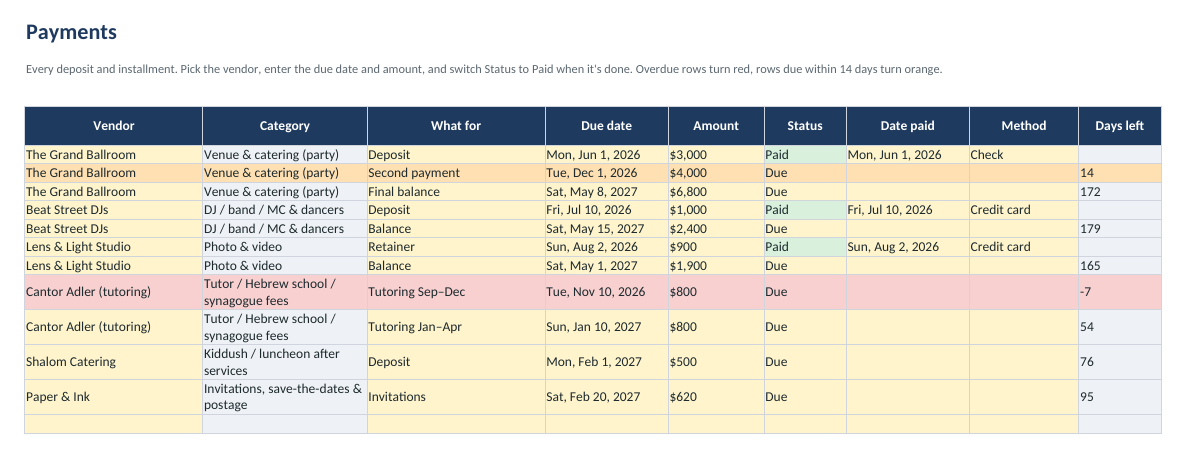 Payments
Every deposit and installment. Pick the vendor, enter the due date and amount, and switch Status to Paid when it's done. Overdue rows turn red, rows due within 14 days turn orange.
Vendor Category What for Due date Amount Status Date paid Method Days left
The Grand Ballroom Venue & catering (party) Deposit Mon, Jun 1, 2026 $3,000 Paid Mon, Jun 1, 2026 Check
The Grand Ballroom Venue & catering (party) Second payment Tue, Dec 1, 2026 $4,000 Due 14
The Grand Ballroom Venue & catering (party) Final balance Sat, May 8, 2027 $6,800 Due 172
Beat Street DJs DJ / band / MC & dancers Deposit Fri, Jul 10, 2026 $1,000 Paid Fri, Jul 10, 2026 Credit card
Beat Street DJs DJ / band / MC & dancers Balance Sat, May 15, 2027 $2,400 Due 179
Lens & Light Studio Photo & video Retainer Sun, Aug 2, 2026 $900 Paid Sun, Aug 2, 2026 Credit card
Lens & Light Studio Photo & video Balance Sat, May 1, 2027 $1,900 Due 165
Cantor Adler (tutoring) Tutor / Hebrew school / synagogue fees Tutoring Sep–Dec Tue, Nov 10, 2026 $800 Due -7
Cantor Adler (tutoring) Tutor / Hebrew school / synagogue fees Tutoring Jan–Apr Sun, Jan 10, 2027 $800 Due 54
Shalom Catering Kiddush / luncheon after services Deposit Mon, Feb 1, 2027 $500 Due 76
Paper & Ink Invitations, save-the-dates & postage Invitations Sat, Feb 20, 2027 $620 Due 95